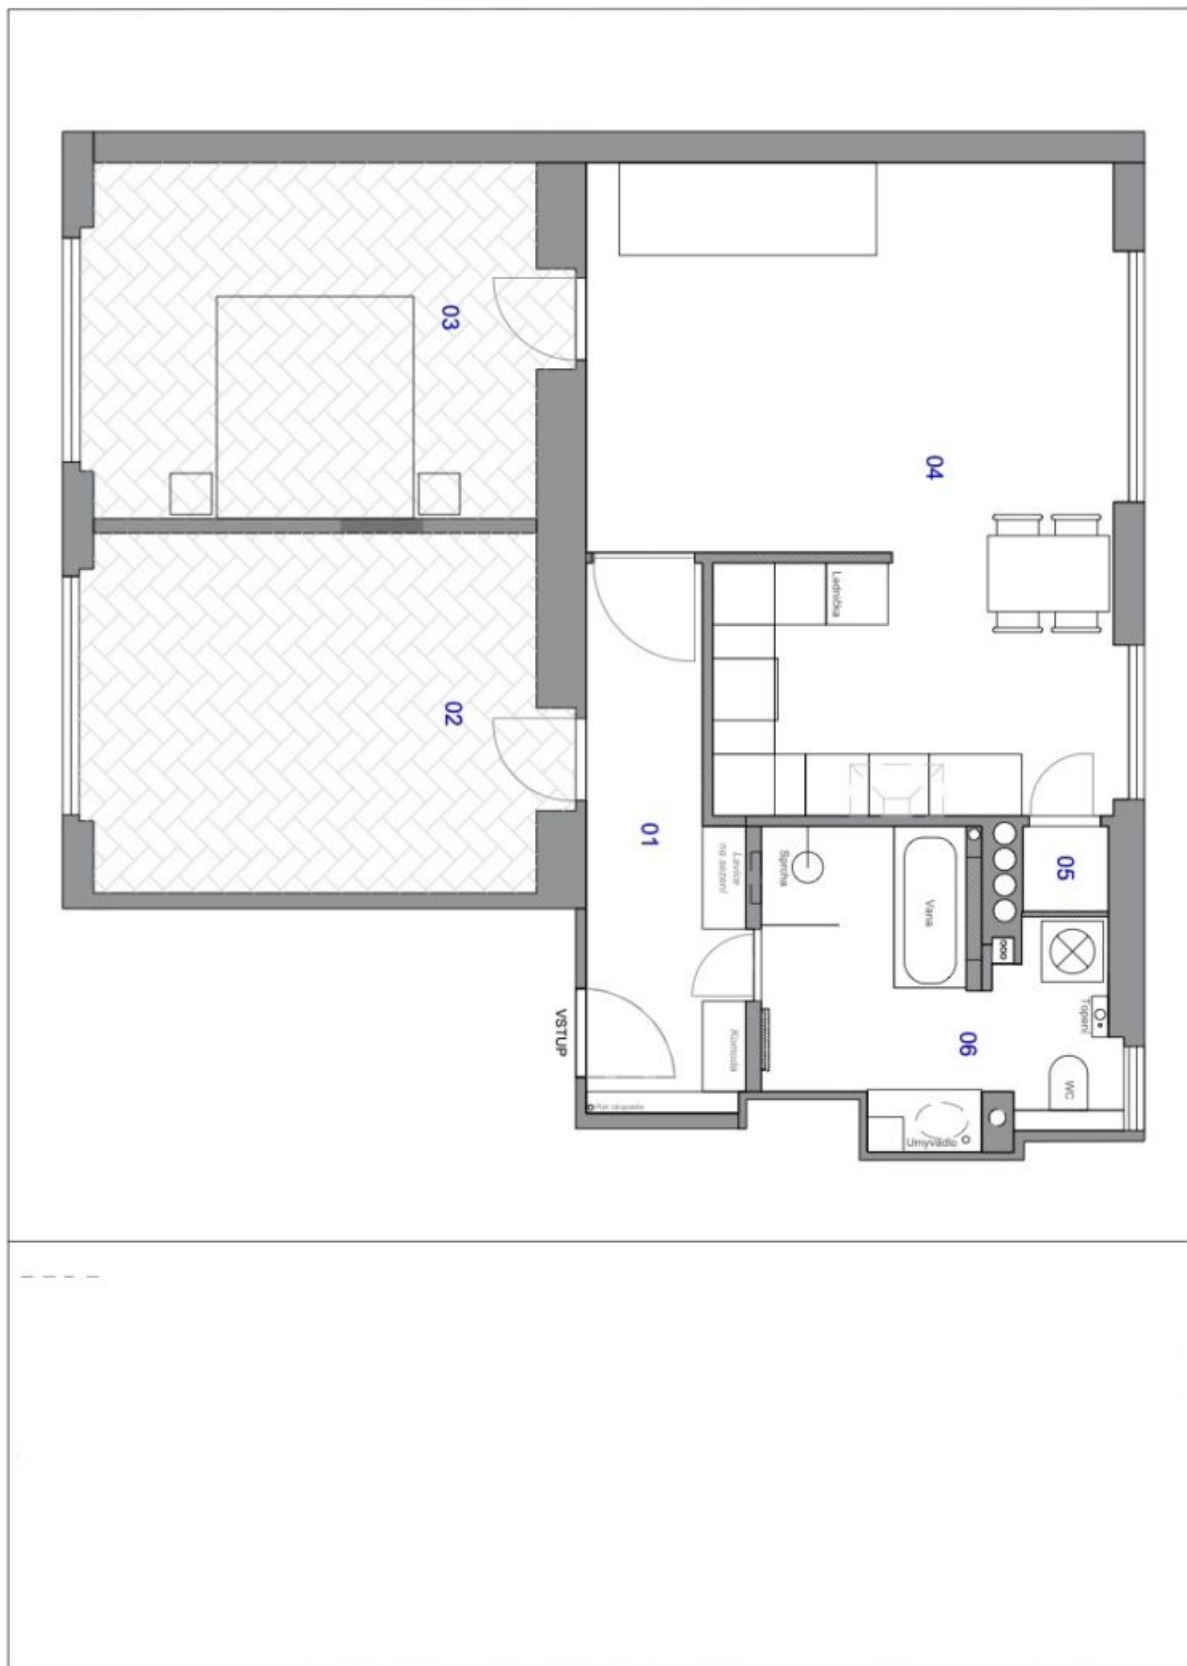 03
04
Lednička
02
01
Lavice
na sezení
Sprcha
Vana
05
Topení
06
WC
VSTUP
Komoda
Umyvadlo